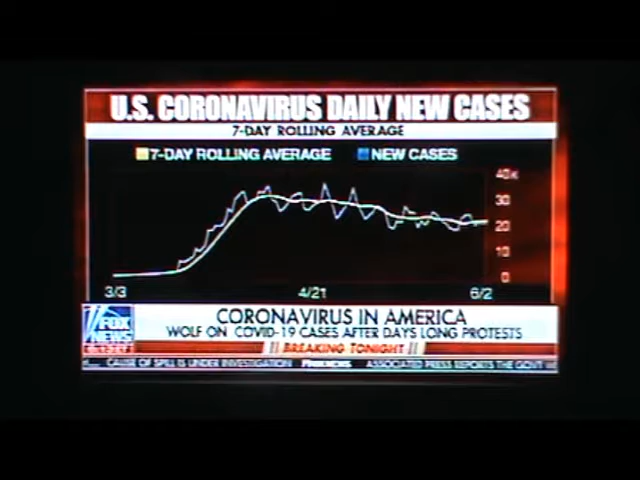 U.S. CORONAVIRUS DAILY NEW CASES
7-DAY ROLLING AVERAGE
7-DAY ROLLING AVERAGE NEW CASES
40K
30
20
10
0
3/3 4/21 6/2
FOX
NEWS
CORONAVIRUS IN AMERICA
WOLF ON COVID-19 CASES AFTER DAYS LONG PROTESTS
BREAKING TONIGHT
CAUSE OF SPILL IS UNDER INVESTIGATION ASSOCIATED PRESS REPORTS THE GOV'T